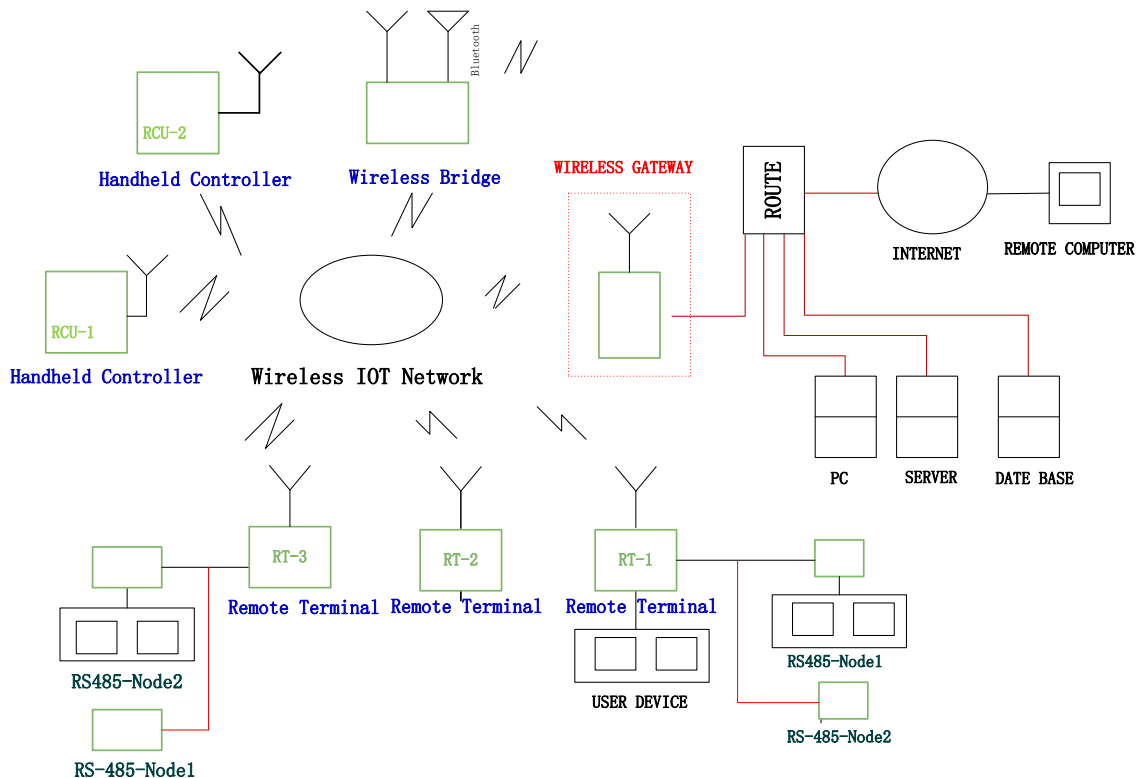 Bluetooth
RCU-2
Handheld Controller
Wireless Bridge
WIRELESS GATEWAY
ROUTE
INTERNET
REMOTE COMPUTER
RCU-1
Handheld Controller
Wireless IOT Network
PC
SERVER
DATE BASE
RT-3
RT-2
RT-1
Remote Terminal
Remote Terminal
Remote Terminal
RS485-Node2
USER DEVICE
RS485-Node1
RS-485-Node1
RS-485-Node2